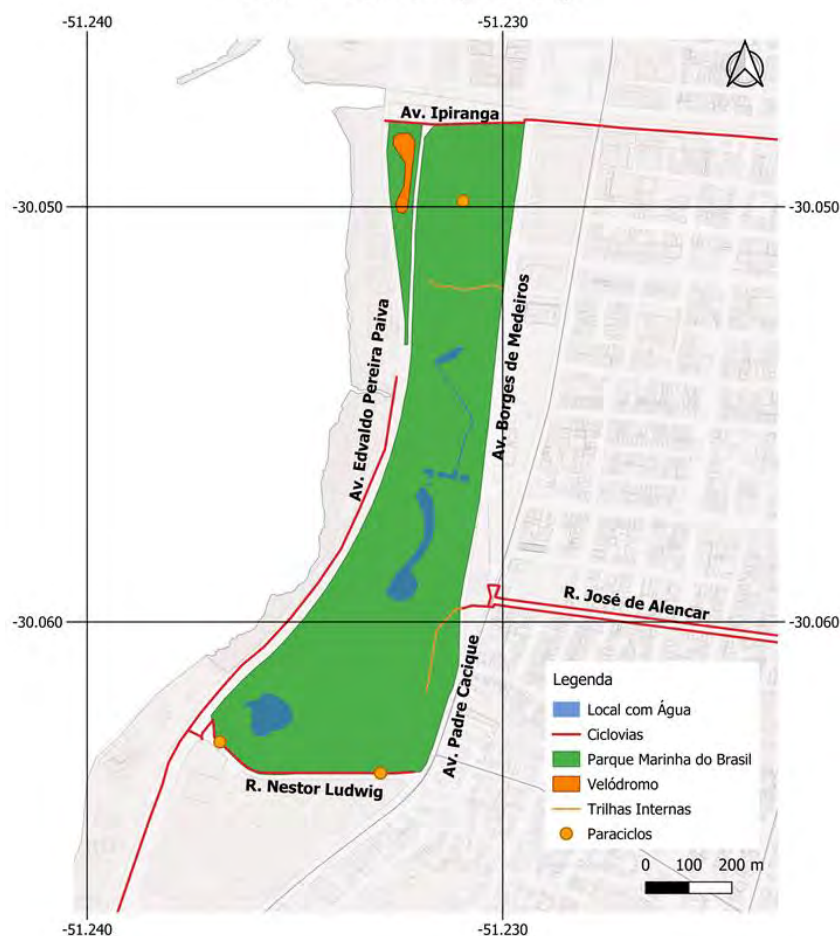 -51.240
-51.230
Av. Ipiranga
-30.050
-30.050
Av. Edvaldo Pereira Paiva
Av. Borges de Medeiros
R. José de Alencar
-30.060
-30.060
Av. Padre Cacique
R. Nestor Ludwig
Legenda
Local com Água
Ciclovias
Parque Marinha do Brasil
Velódromo
Trilhas Internas
Paraciclos
0 100 200 m
-51.240
-51.230